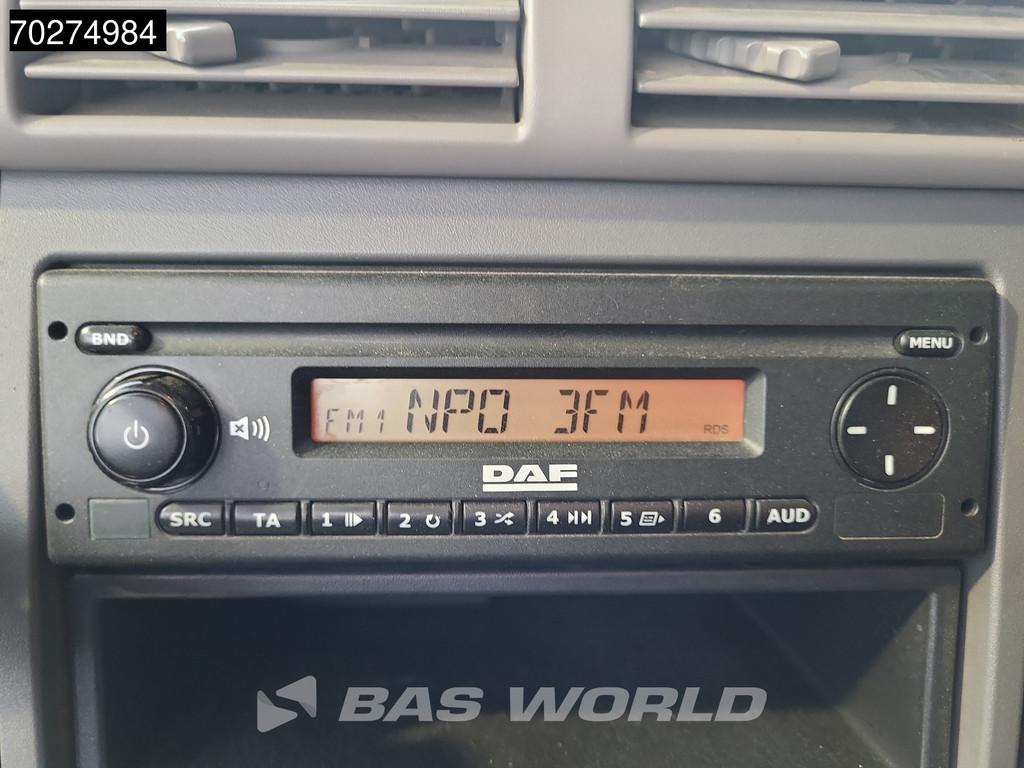 70274984
BND
MENU
FM1 NPO 3FM RDS
DAF
SRC TA 1 2 3 4 5 6 AUD
BAS WORLD